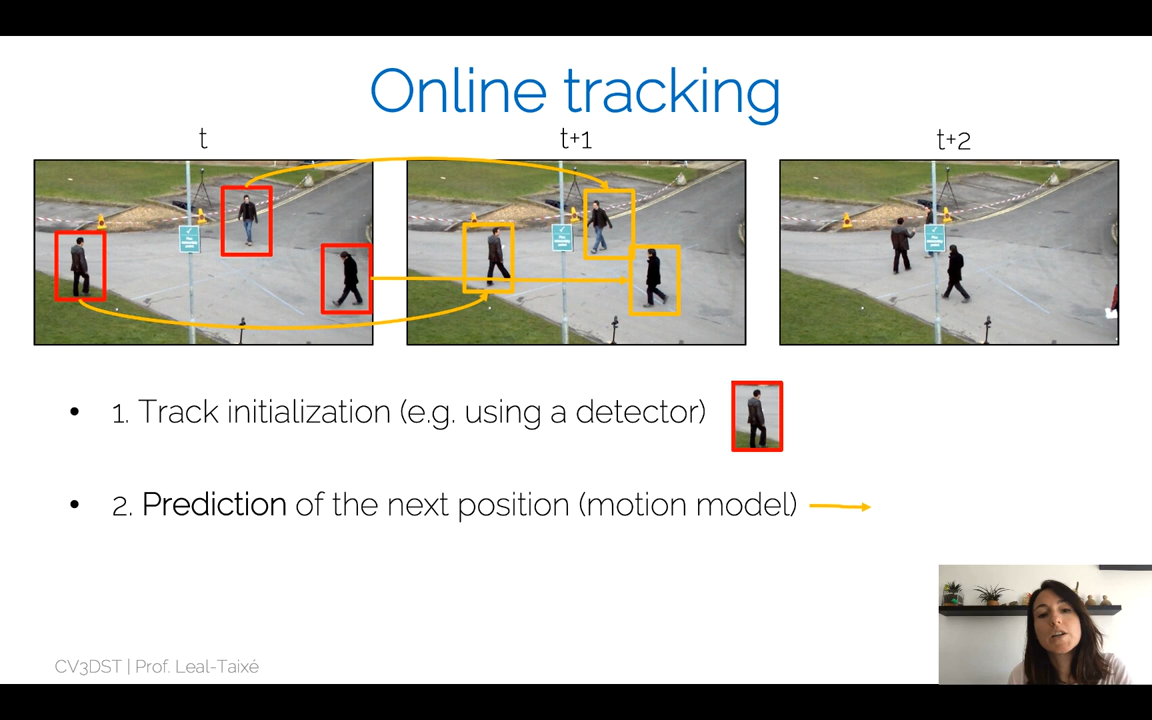 Online tracking
t
t+1
t+2
• 1. Track initialization (e.g. using a detector)
• 2. Prediction of the next position (motion model)
CV3DST | Prof. Leal-Taixé